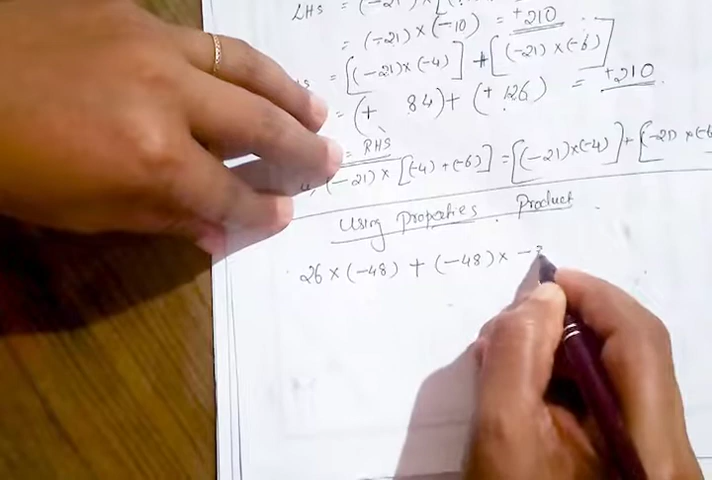 LHS = (-21) ×
= (-21) × (-10) = +210
= [(-21) × (-4)] + [(-21) × (-6)]
= (+ 84) + (+ 126) = +210
= RHS
(-21) × [(-4) + (-6)] = [(-21) × (-4)] + [(-21) × (-6
Using Properties. Product
26 × (-48) + (-48) × -